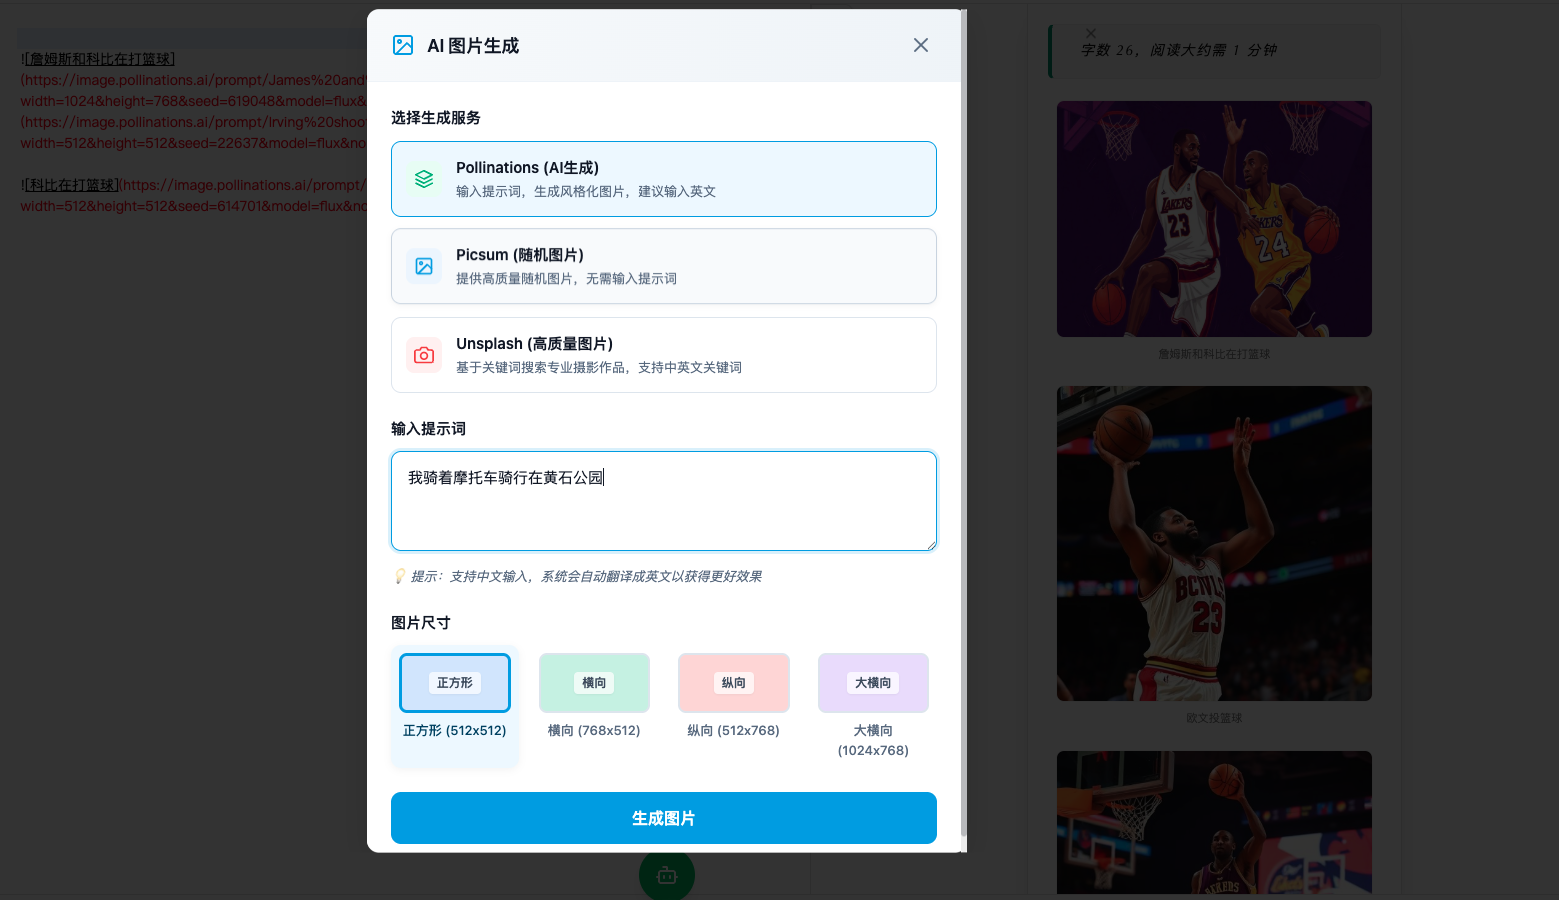 AI 图片生成
选择生成服务
Pollinations (AI生成)
输入提示词，生成风格化图片，建议输入英文
Picsum (随机图片)
提供高质量随机图片，无需输入提示词
Unsplash (高质量图片)
基于关键词搜索专业摄影作品，支持中英文关键词
输入提示词
我骑着摩托车骑行在黄石公园
💡 提示：支持中文输入，系统会自动翻译成英文以获得更好效果
图片尺寸
正方形
横向
纵向
大横向
正方形 (512x512)
横向 (768x512)
纵向 (512x768)
大横向
(1024x768)
生成图片
![詹姆斯和科比在打篮球]
(https://image.pollinations.ai/prompt/James%20and
width=1024&height=768&seed=619048&model=flux&
(https://image.pollinations.ai/prompt/Irving%20shoo
width=512&height=512&seed=22637&model=flux&no
![科比在打篮球](https://image.pollinations.ai/prompt/
width=512&height=512&seed=614701&model=flux&no
字数 26，阅读大约需 1 分钟
LAKERS
23
LAKERS
24
詹姆斯和科比在打篮球
23
欧文投篮球